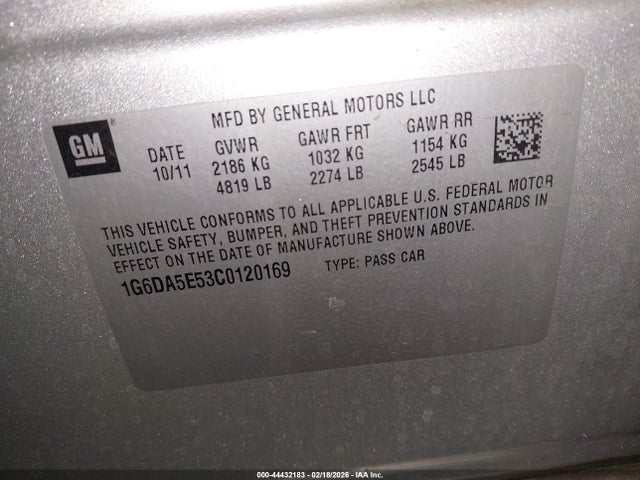 MFD BY GENERAL MOTORS LLC
GM®
DATE GVWR GAWR FRT GAWR RR
10/11 2186 KG 1032 KG 1154 KG
4819 LB 2274 LB 2545 LB
THIS VEHICLE CONFORMS TO ALL APPLICABLE U.S. FEDERAL MOTOR
VEHICLE SAFETY, BUMPER, AND THEFT PREVENTION STANDARDS IN
EFFECT ON THE DATE OF MANUFACTURE SHOWN ABOVE.
1G6DA5E53C0120169 TYPE: PASS CAR
000-44432183 - 02/18/2026 - IAA Inc.